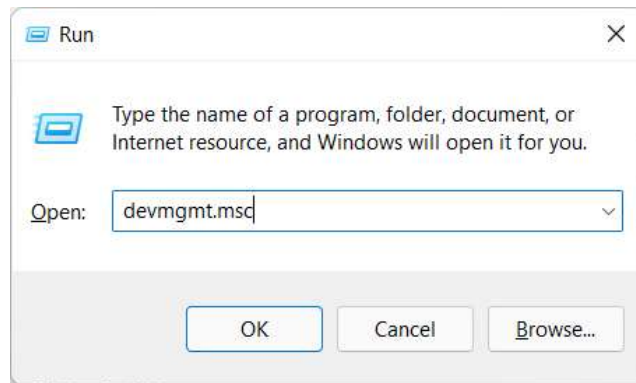 Run
Type the name of a program, folder, document, or
Internet resource, and Windows will open it for you.
Open: devmgmt.msc
OK Cancel Browse...